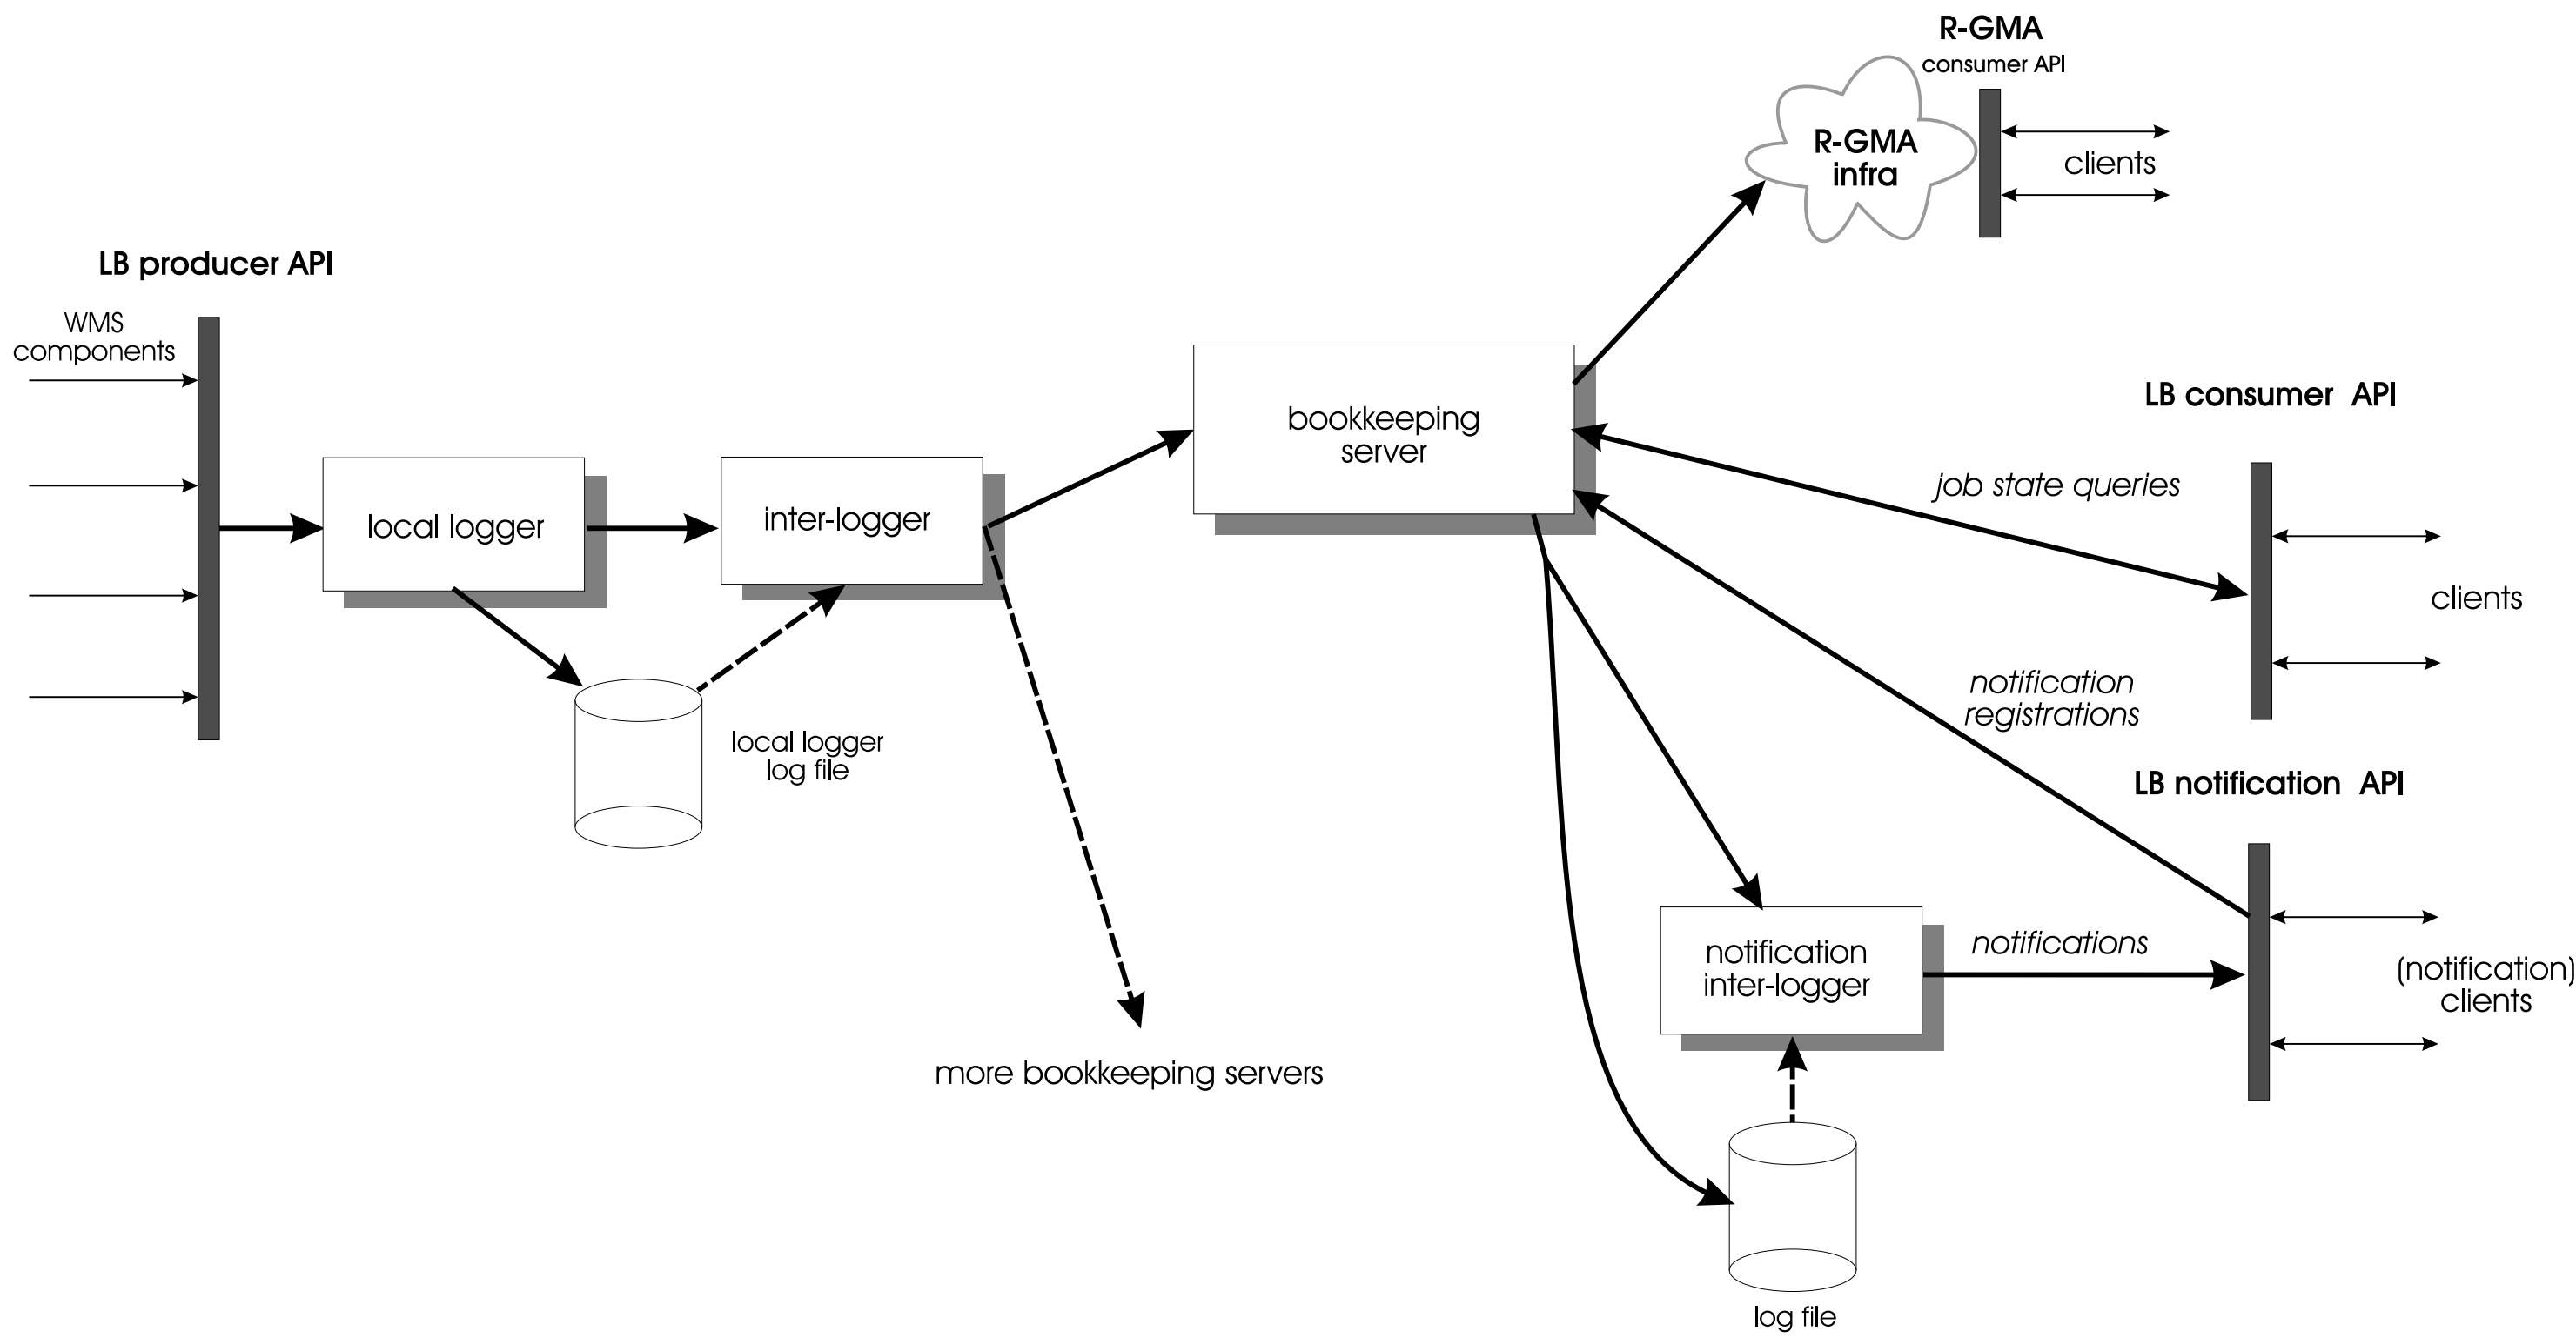 R-GMA
consumer API
R-GMA
infra
clients
LB producer API
WMS
components
local logger
inter-logger
local logger
log file
more bookkeeping servers
bookkeeping
server
LB consumer API
job state queries
clients
notification
registrations
LB notification API
notification
inter-logger
notifications
(notification)
clients
log file